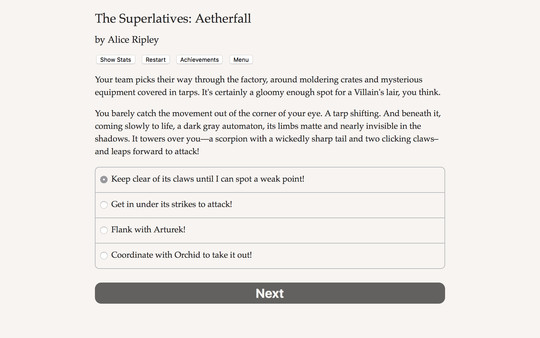 The Superlatives: Aetherfall
by Alice Ripley
Show Stats Restart Achievements Menu
Your team picks their way through the factory, around moldering crates and mysterious
equipment covered in tarps. It's certainly a gloomy enough spot for a Villain's lair, you think.
You barely catch the movement out of the corner of your eye. A tarp shifting. And beneath it,
coming slowly to life, a dark gray automaton, its limbs matte and nearly invisible in the
shadows. It towers over you—a scorpion with a wickedly sharp tail and two clicking claws–
and leaps forward to attack!
Keep clear of its claws until I can spot a weak point!
Get in under its strikes to attack!
Flank with Arturek!
Coordinate with Orchid to take it out!
Next